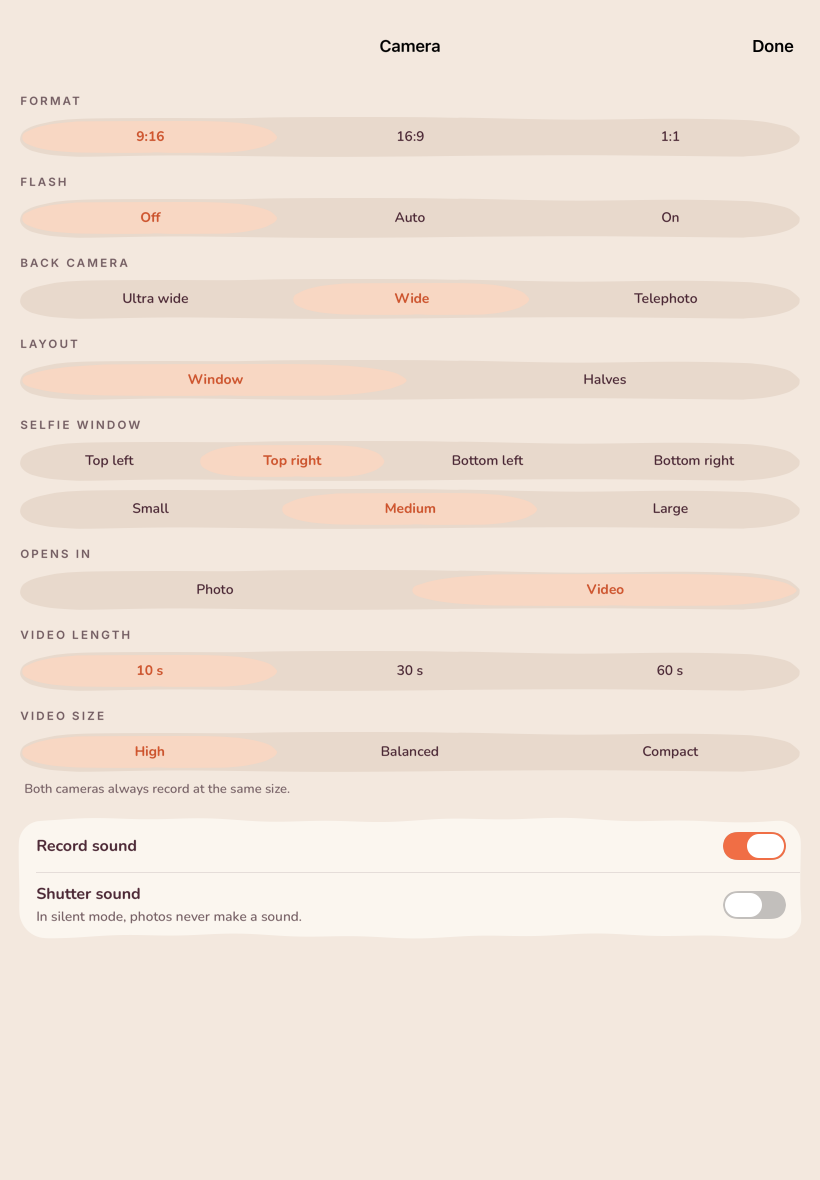 Camera Done
FORMAT
9:16 16:9 1:1
FLASH
Off Auto On
BACK CAMERA
Ultra wide Wide Telephoto
LAYOUT
Window Halves
SELFIE WINDOW
Top left Top right Bottom left Bottom right
Small Medium Large
OPENS IN
Photo Video
VIDEO LENGTH
10 s 30 s 60 s
VIDEO SIZE
High Balanced Compact
Both cameras always record at the same size.
Record sound
Shutter sound
In silent mode, photos never make a sound.